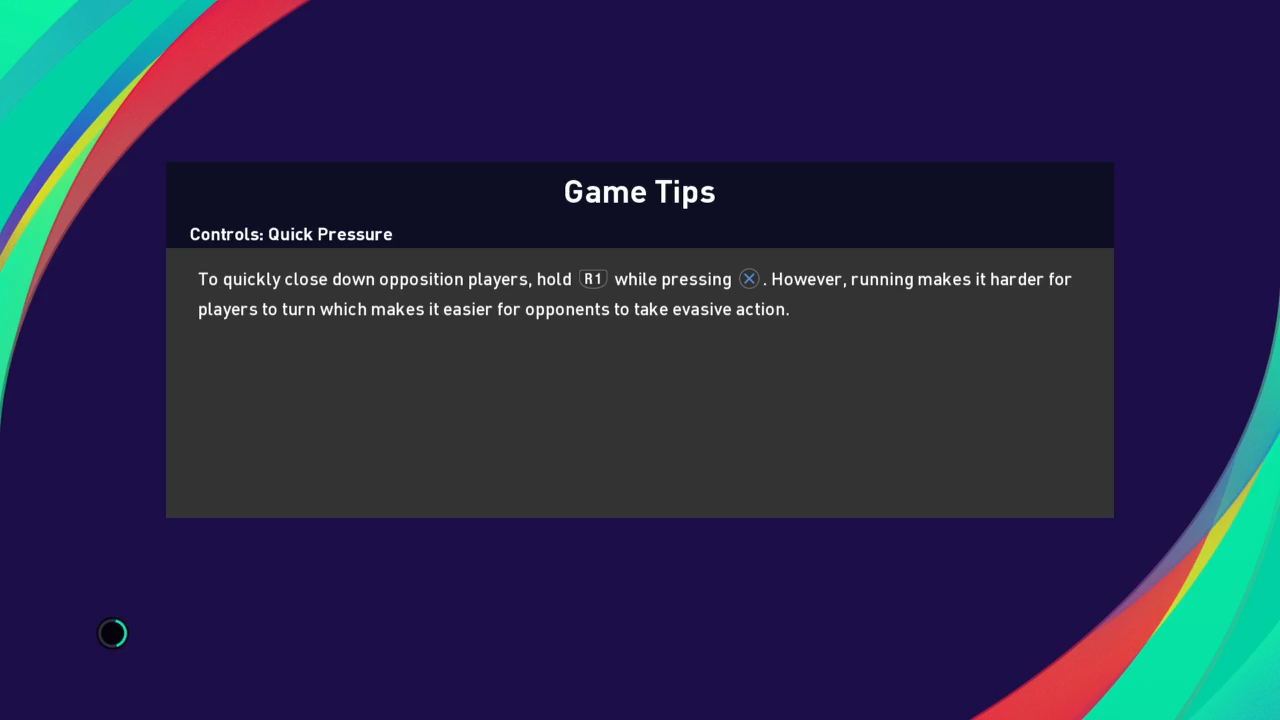 Game Tips
Controls: Quick Pressure
To quickly close down opposition players, hold R1 while pressing ⓧ. However, running makes it harder for
players to turn which makes it easier for opponents to take evasive action.